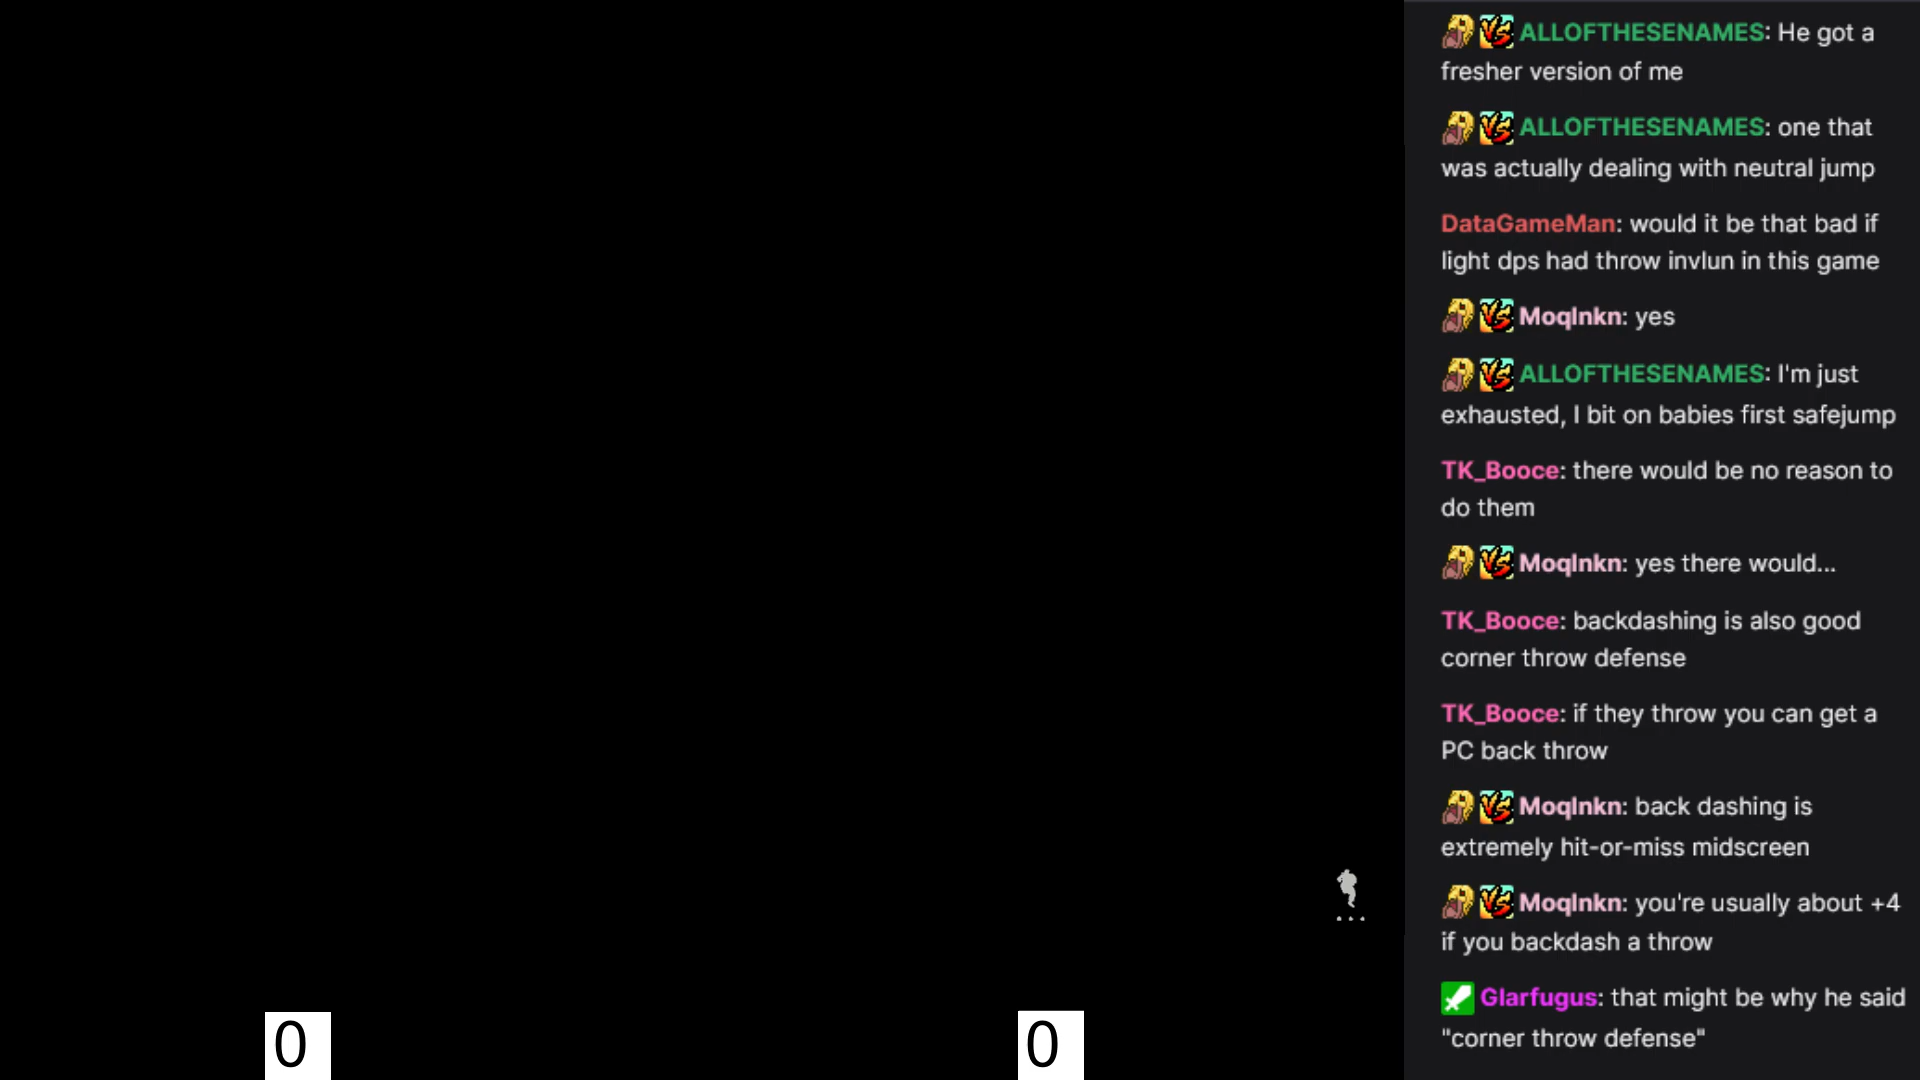 ALLOFTHESENAMES: He got a
fresher version of me
ALLOFTHESENAMES: one that
was actually dealing with neutral jump
DataGameMan: would it be that bad if
light dps had throw invlun in this game
MoqInkn: yes
ALLOFTHESENAMES: I'm just
exhausted, I bit on babies first safejump
TK_Booce: there would be no reason to
do them
MoqInkn: yes there would...
TK_Booce: backdashing is also good
corner throw defense
TK_Booce: if they throw you can get a
PC back throw
MoqInkn: back dashing is
extremely hit-or-miss midscreen
MoqInkn: you're usually about +4
if you backdash a throw
Glarfugus: that might be why he said
"corner throw defense"
0
0